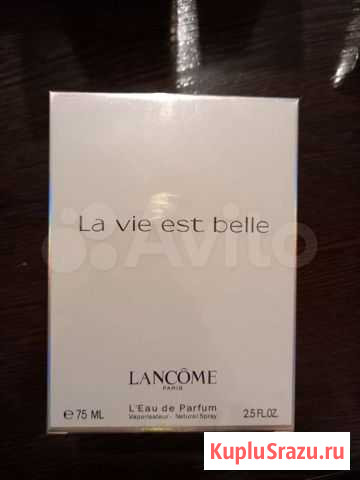 La vie est belle
Avito
LANCÔME
PARIS
L'Eau de Parfum
Vaporisateur - Natural Spray
e 75 ML
2.5 FL.OZ.
KupluSrazu.ru